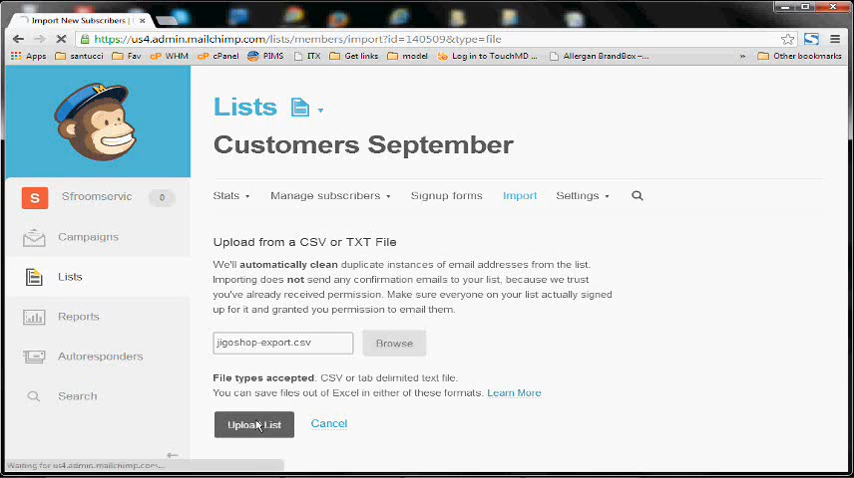 Import New Subscribers |
https://us4.admin.mailchimp.com/lists/members/import?id=140509&type=file
Apps santucci Fav cP WHM cP cPanel PIMS ITX Get links model Log in to TouchMD ... Allergan BrandBox –... » Other bookmarks
Lists
Customers September
S Sfroomservic 0
Stats Manage subscribers Signup forms Import Settings
Campaigns
Lists
Reports
Autoresponders
Search
Upload from a CSV or TXT File
We'll automatically clean duplicate instances of email addresses from the list.
Importing does not send any confirmation emails to your list, because we trust
you've already received permission. Make sure everyone on your list actually signed
up for it and granted you permission to email them.
jigoshop-export.csv Browse
File types accepted: CSV or tab delimited text file.
You can save files out of Excel in either of these formats. Learn More
Upload List Cancel
Waiting for us4.admin.mailchimp.com...